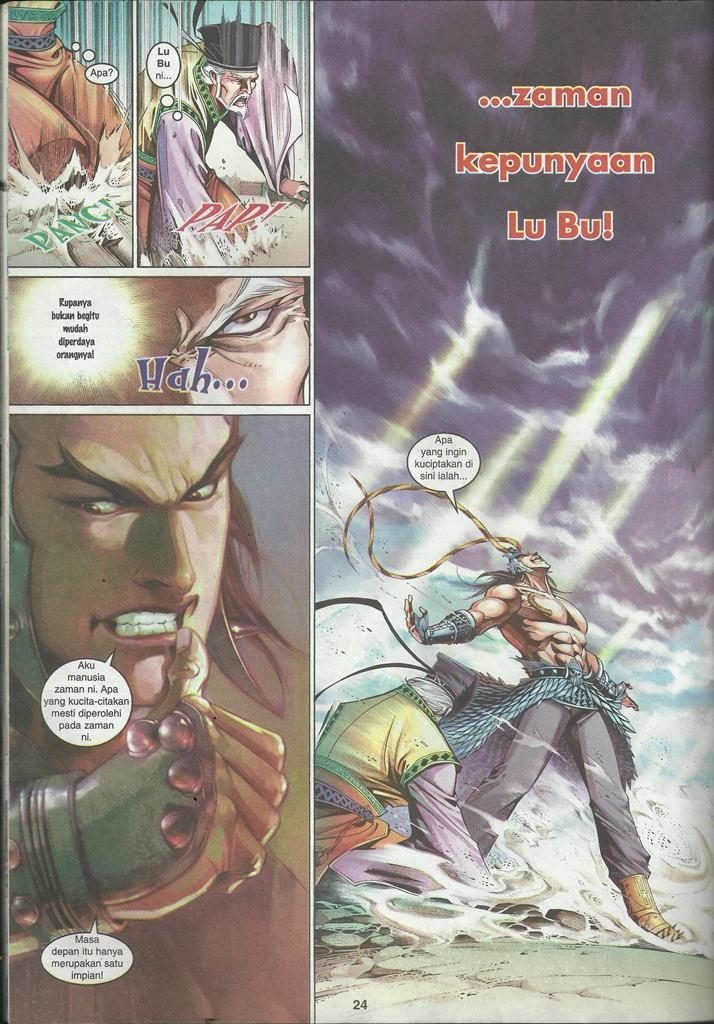 Apa?
PANG!
Lu
Bu
ni...
PAP!
Rupanya
bukan begitu
mudah
diperdaya
orangnya!
Hah...
Aku
manusia
zaman ni. Apa
yang kucita-citakan
mesti diperolehi
pada zaman
ni.
Masa
depan itu hanya
merupakan satu
impian!
Apa
yang ingin
kuciptakan di
sini ialah...
...zaman
kepunyaan
Lu Bu!
24